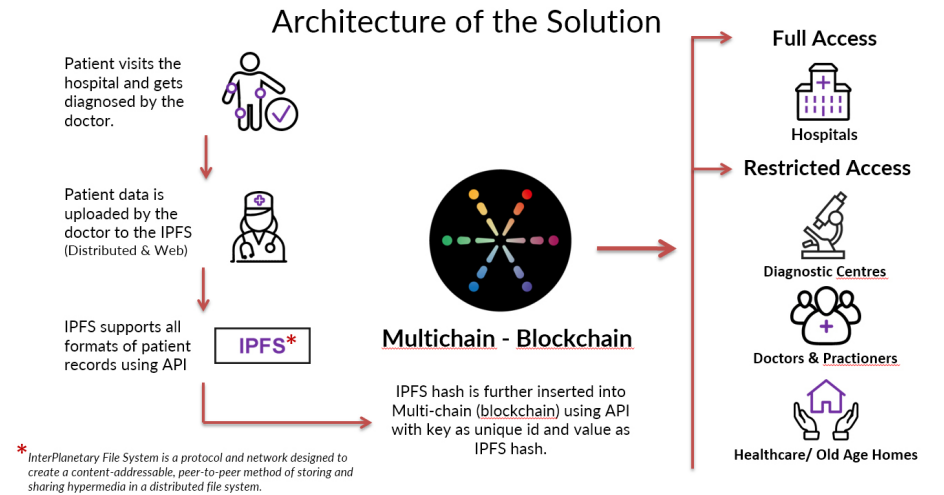 Architecture of the Solution
Patient visits the
hospital and gets
diagnosed by the
doctor.
Patient data is
uploaded by the
doctor to the IPFS
(Distributed & Web)
IPFS supports all
formats of patient
records using API
IPFS*
* InterPlanetary File System is a protocol and network designed to
create a content-addressable, peer-to-peer method of storing and
sharing hypermedia in a distributed file system.
Multichain - Blockchain
IPFS hash is further inserted into
Multi-chain (blockchain) using API
with key as unique id and value as
IPFS hash.
Full Access
Hospitals
Restricted Access
Diagnostic Centres
Doctors & Practioners
Healthcare/ Old Age Homes